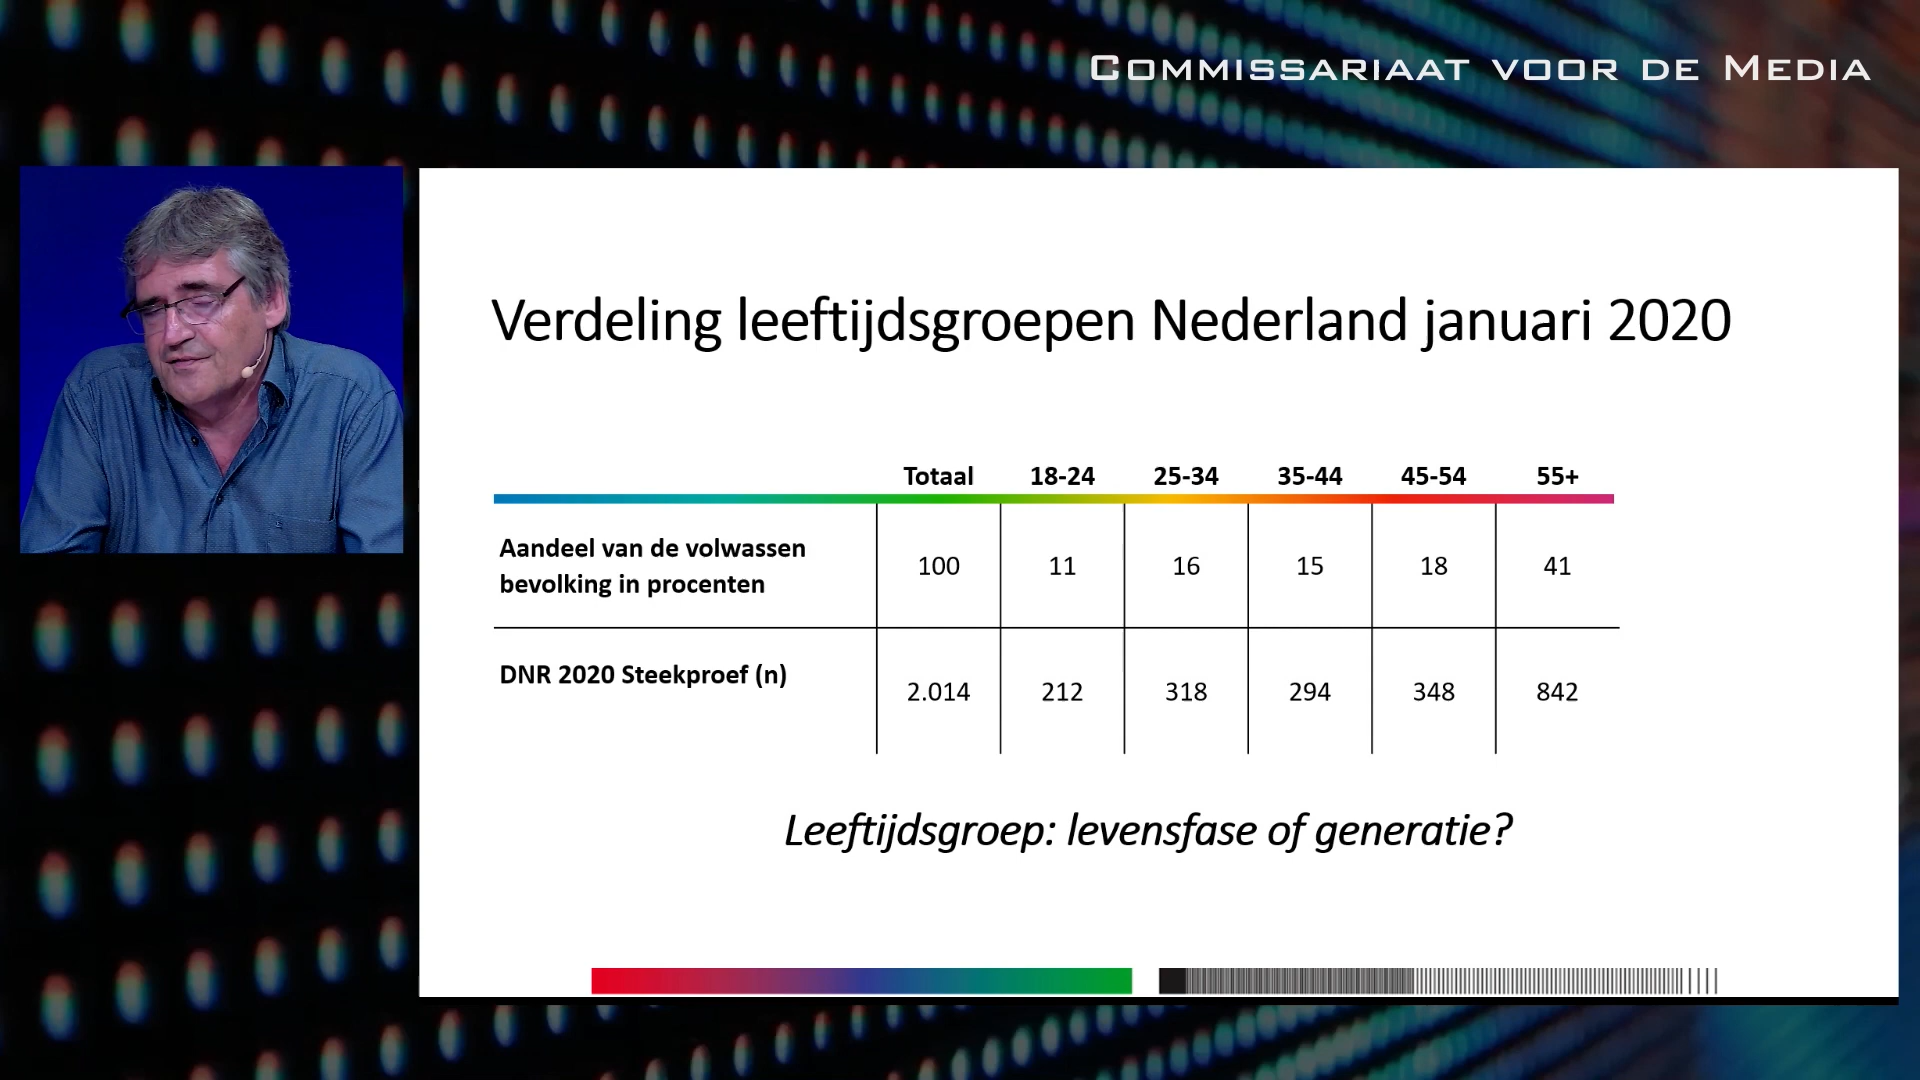 COMMISSARIAAT VOOR DE MEDIA
Verdeling leeftijdsgroepen Nederland januari 2020
Totaal 18-24 25-34 35-44 45-54 55+
Aandeel van de volwassen
bevolking in procenten
100 11 16 15 18 41
DNR 2020 Steekproef (n)
2.014 212 318 294 348 842
Leeftijdsgroep: levensfase of generatie?